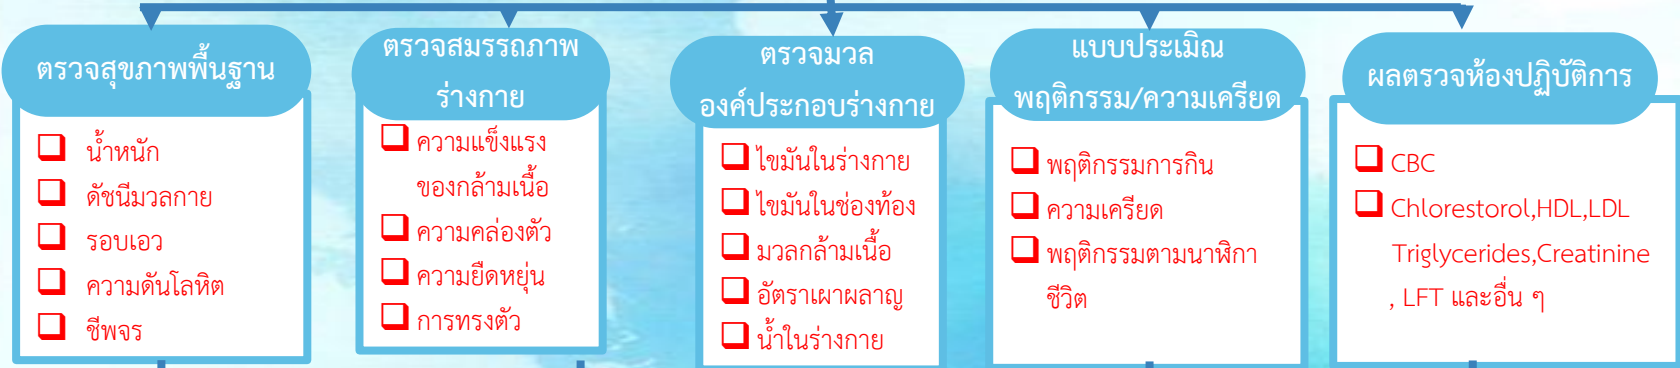 ตรวจสุขภาพพื้นฐาน
น้ำหนัก
ดัชนีมวลกาย
รอบเอว
ความดันโลหิต
ชีพจร
ตรวจสมรรถภาพ
ร่างกาย
ความแข็งแรง
ของกล้ามเนื้อ
ความคล่องตัว
ความยืดหยุ่น
การทรงตัว
ตรวจมวล
องค์ประกอบร่างกาย
ไขมันในร่างกาย
ไขมันในช่องท้อง
มวลกล้ามเนื้อ
อัตราเผาผลาญ
น้ำในร่างกาย
แบบประเมิน
พฤติกรรม/ความเครียด
พฤติกรรมการกิน
ความเครียด
พฤติกรรมตามนาฬิกา
ชีวิต
ผลตรวจห้องปฏิบัติการ
CBC
Chlorestorol,HDL,LDL
Triglycerides,Creatinine
, LFT และอื่น ๆ